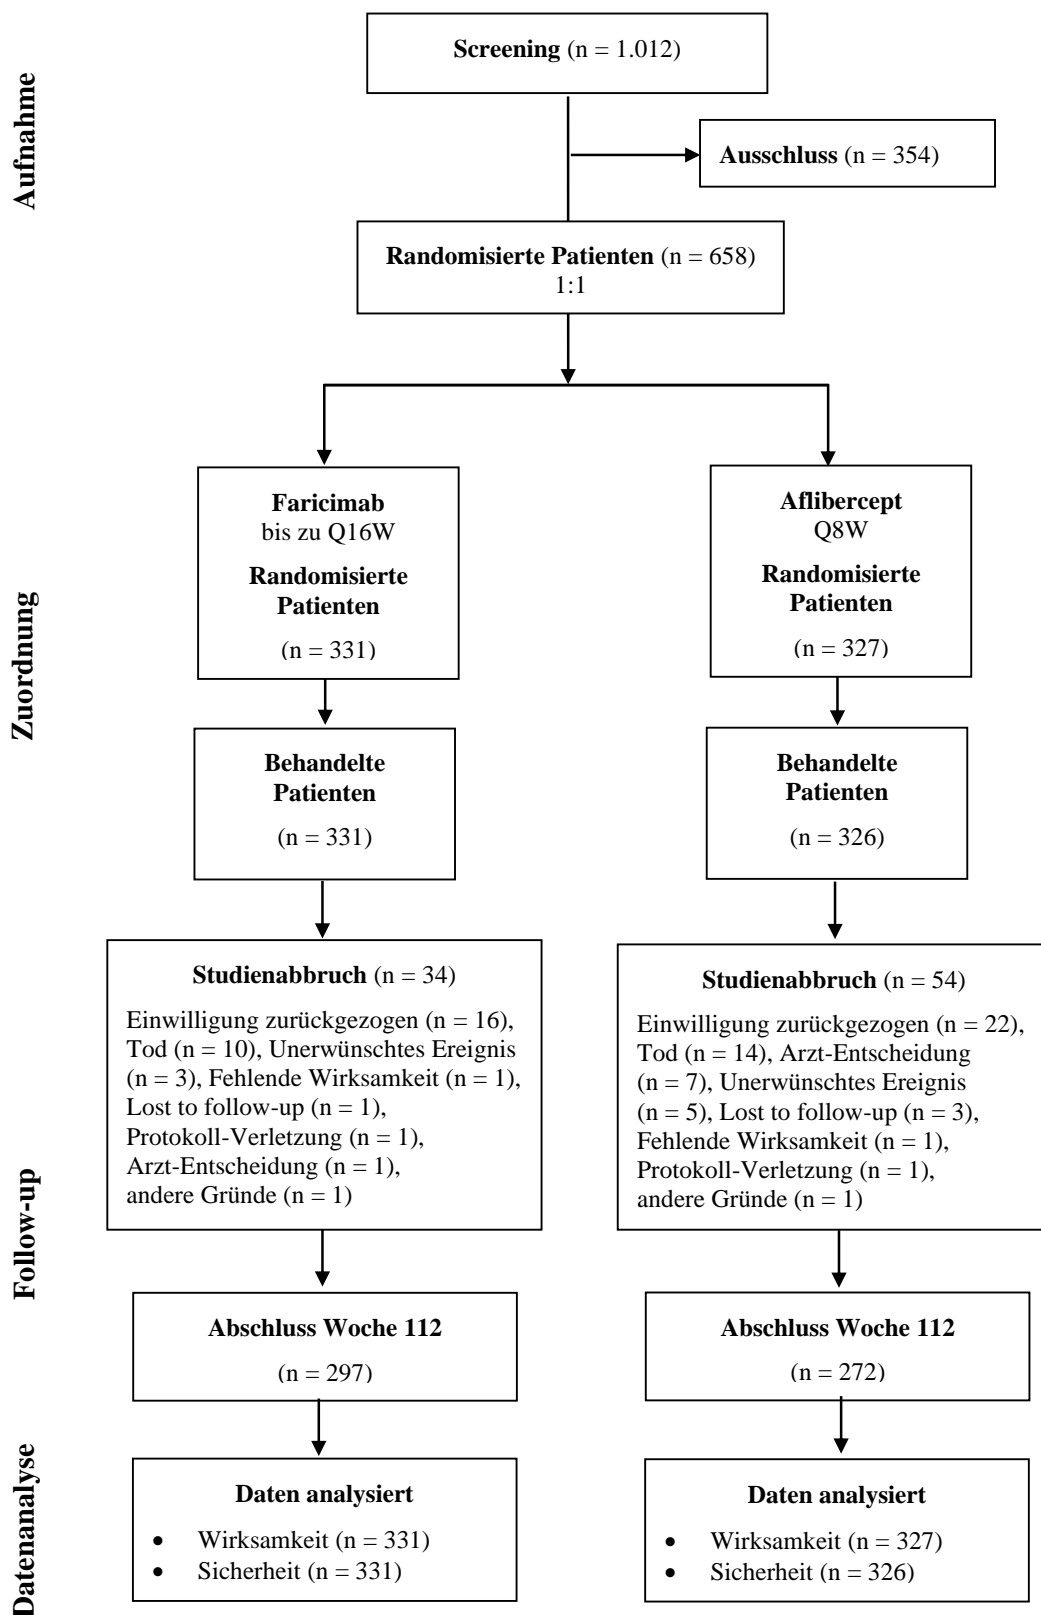 Aufnahme
Screening (n = 1.012)
Ausschluss (n = 354)
Randomisierte Patienten (n = 658)
1:1
Zuordnung
Faricimab
bis zu Q16W
Randomisierte
Patienten
(n = 331)
Aflibercept
Q8W
Randomisierte
Patienten
(n = 327)
Behandelte
Patienten
(n = 331)
Behandelte
Patienten
(n = 326)
Follow-up
Studienabbruch (n = 34)
Einwilligung zurückgezogen (n = 16),
Tod (n = 10), Unerwünschtes Ereignis
(n = 3), Fehlende Wirksamkeit (n = 1),
Lost to follow-up (n = 1),
Protokoll-Verletzung (n = 1),
Arzt-Entscheidung (n = 1),
andere Gründe (n = 1)
Studienabbruch (n = 54)
Einwilligung zurückgezogen (n = 22),
Tod (n = 14), Arzt-Entscheidung
(n = 7), Unerwünschtes Ereignis
(n = 5), Lost to follow-up (n = 3),
Fehlende Wirksamkeit (n = 1),
Protokoll-Verletzung (n = 1),
andere Gründe (n = 1)
Abschluss Woche 112
(n = 297)
Abschluss Woche 112
(n = 272)
Datenanalyse
Daten analysiert
• Wirksamkeit (n = 331)
• Sicherheit (n = 331)
Daten analysiert
• Wirksamkeit (n = 327)
• Sicherheit (n = 326)